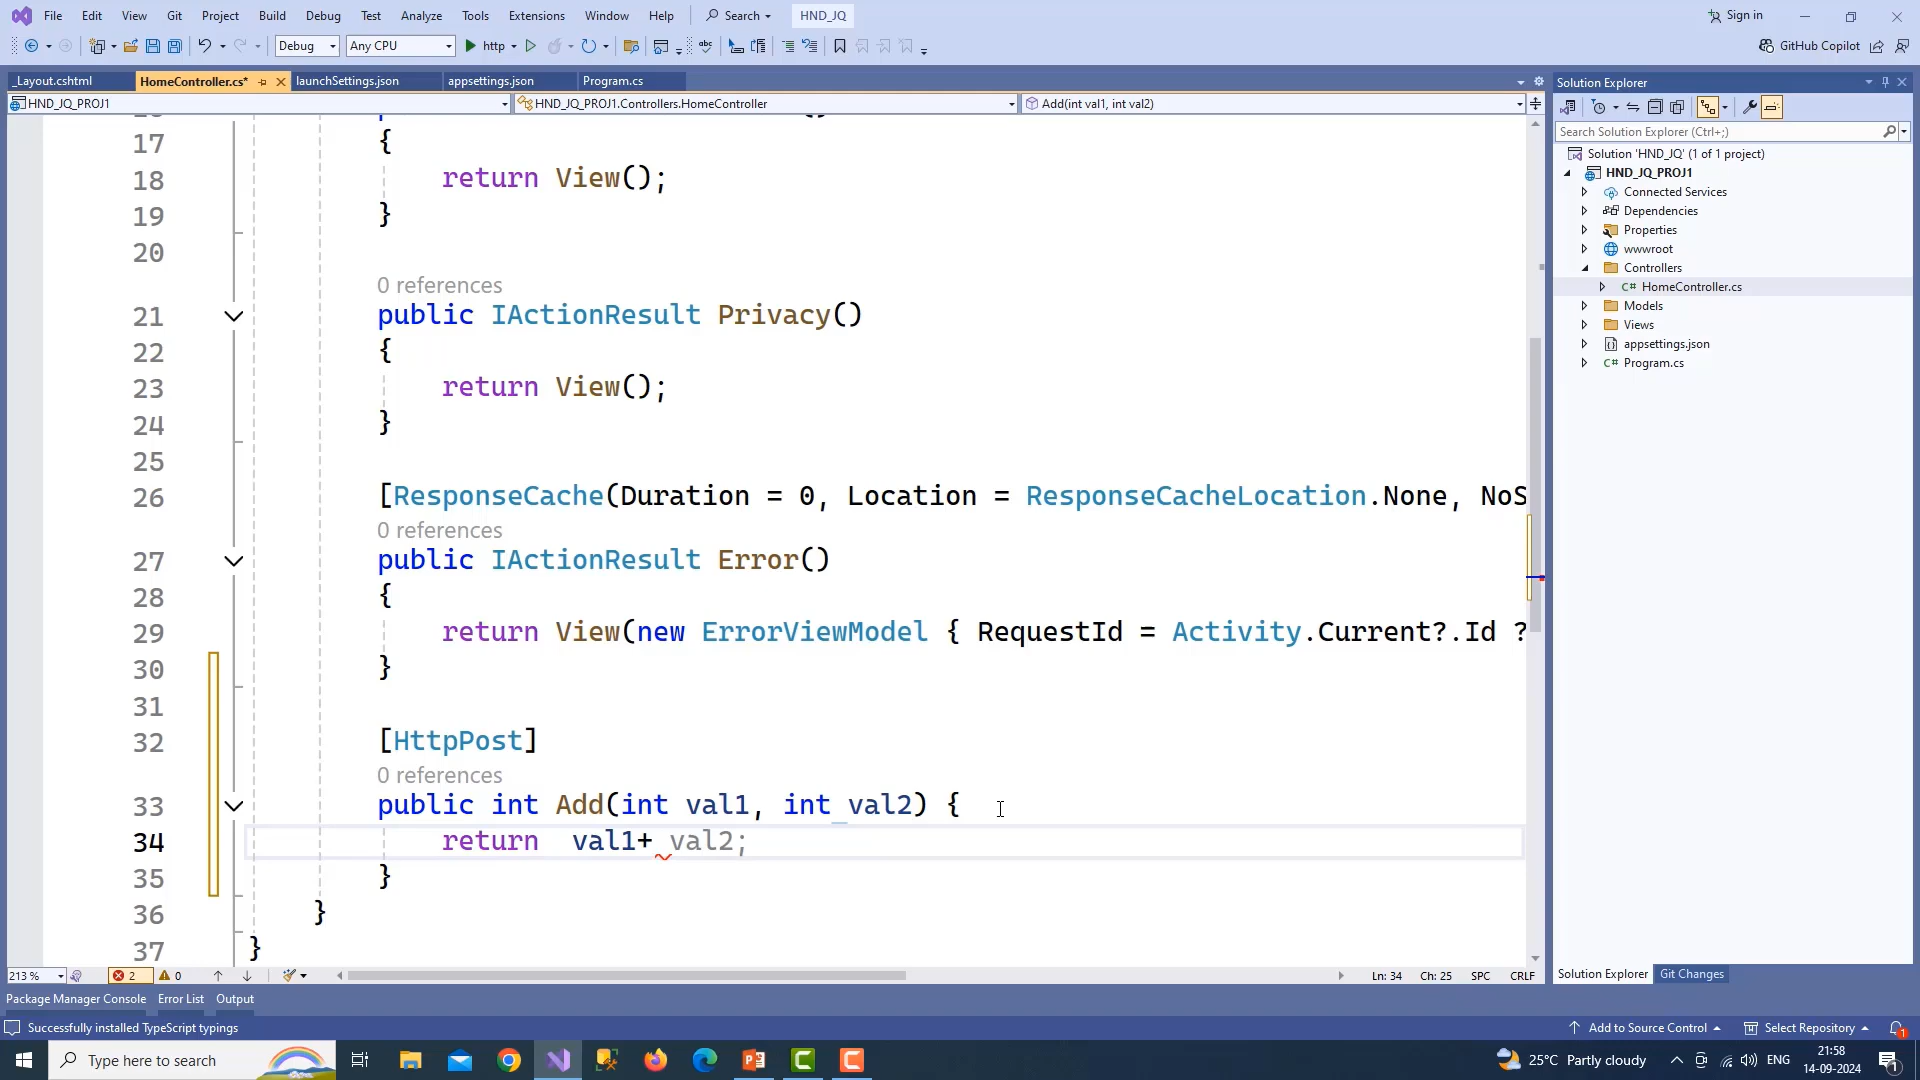 File Edit View Git Project Build Debug Test Analyze Tools Extensions Window Help Search HND_JQ Sign in
Debug Any CPU http GitHub Copilot
_Layout.cshtml HomeController.cs* launchSettings.json appsettings.json Program.cs
HND_JQ_PROJ1 HND_JQ_PROJ1.Controllers.HomeController Add(int val1, int val2)
17 {
18 return View();
19 }
20
0 references
21 public IActionResult Privacy()
22 {
23 return View();
24 }
25
26 [ResponseCache(Duration = 0, Location = ResponseCacheLocation.None, NoS
0 references
27 public IActionResult Error()
28 {
29 return View(new ErrorViewModel { RequestId = Activity.Current?.Id ?
30 }
31
32 [HttpPost]
0 references
33 public int Add(int val1, int val2) {
34 return  val1+ val2;
35 }
36 }
37 }
213 % 2 0 Ln: 34 Ch: 25 SPC CRLF
Solution Explorer
Search Solution Explorer (Ctrl+;)
Solution 'HND_JQ' (1 of 1 project)
HND_JQ_PROJ1
Connected Services
Dependencies
Properties
wwwroot
Controllers
C# HomeController.cs
Models
Views
appsettings.json
C# Program.cs
Solution Explorer Git Changes
Package Manager Console Error List Output
Successfully installed TypeScript typings Add to Source Control Select Repository 1
Type here to search 25°C Partly cloudy ENG 21:58
14-09-2024 1